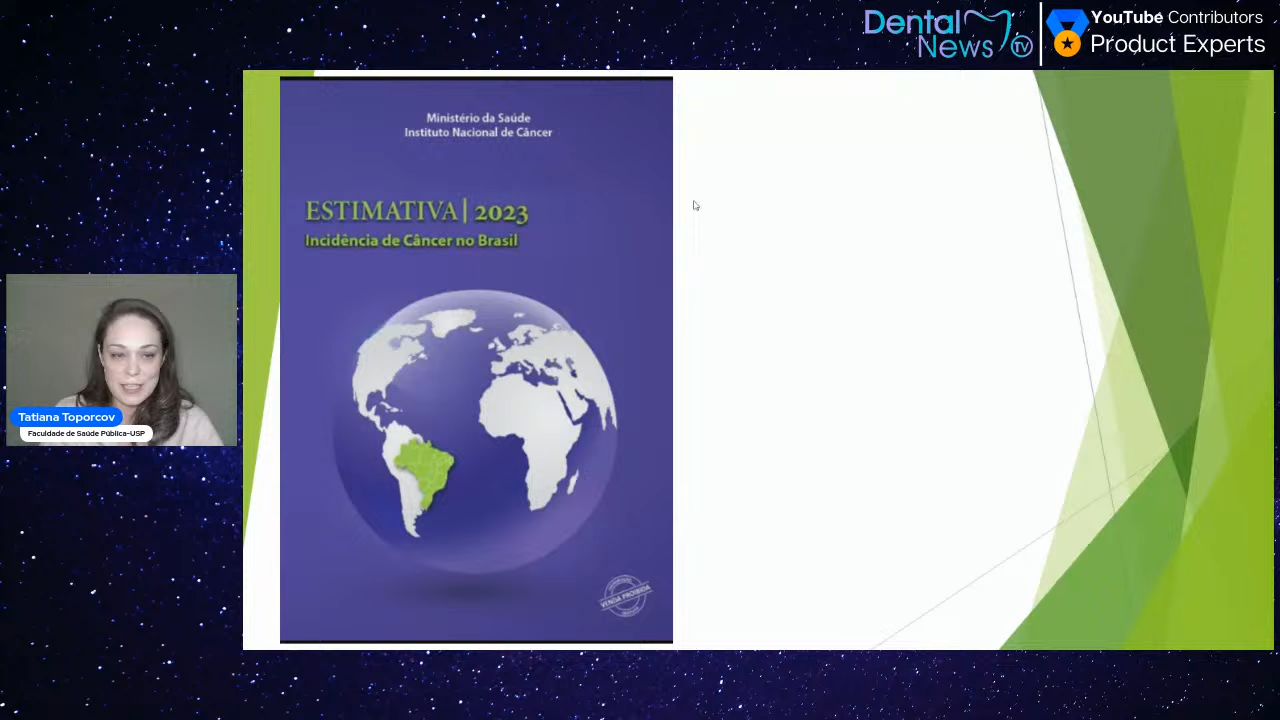 Dental
News TV
YouTube Contributors
Product Experts
Ministério da Saúde
Instituto Nacional de Câncer
ESTIMATIVA | 2023
Incidência de Câncer no Brasil
VENDA PROIBIDA
Tatiana Toporcov
Faculdade de Saúde Pública-USP